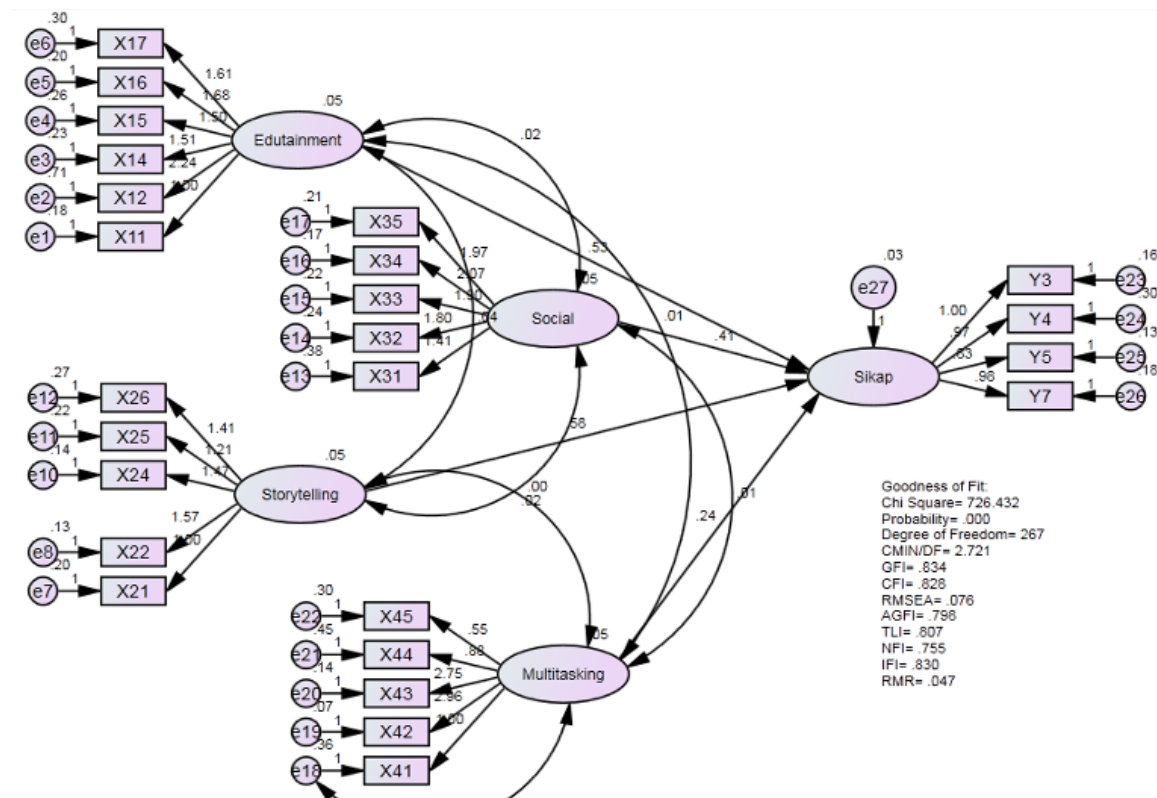 .30
e6 1 X17
.20
e5 1 X16
.26
e4 1 X15
.23
e3 1 X14
.71
e2 1 X12
.18
e1 1 X11
1.61
1.68
1.50
1.51
2.24
1.00
.05
Edutainment
.02
.21
e17 1 X35
.17
e16 1 X34
.22
e15 1 X33
.24
e14 1 X32
.38
e13 1 X31
1.97
2.07
1.80
1.41
.04
.05
Social
.53
.01
.41
.03
e27
1
Sikap
1.00
.97
.63
.98
.16
Y3 1 e23
.30
Y4 1 e24
.13
Y5 1 e25
.18
Y7 1 e26
.27
e12 1 X26
.22
e11 1 X25
.14
e10 1 X24
.13
e8 1 X22
.20
e7 1 X21
1.41
1.21
1.47
1.57
1.00
.05
Storytelling
.58
.00
.02
.01
.24
.30
e22 1 X45
.45
e21 1 X44
.14
e20 1 X43
.07
e19 1 X42
.36
e18 1 X41
.55
.88
2.75
2.96
1.00
.05
Multitasking
Goodness of Fit:
Chi Square= 726.432
Probability= .000
Degree of Freedom= 267
CMIN/DF= 2.721
GFI= .834
CFI= .828
RMSEA= .076
AGFI= .798
TLI= .807
NFI= .755
IFI= .830
RMR= .047